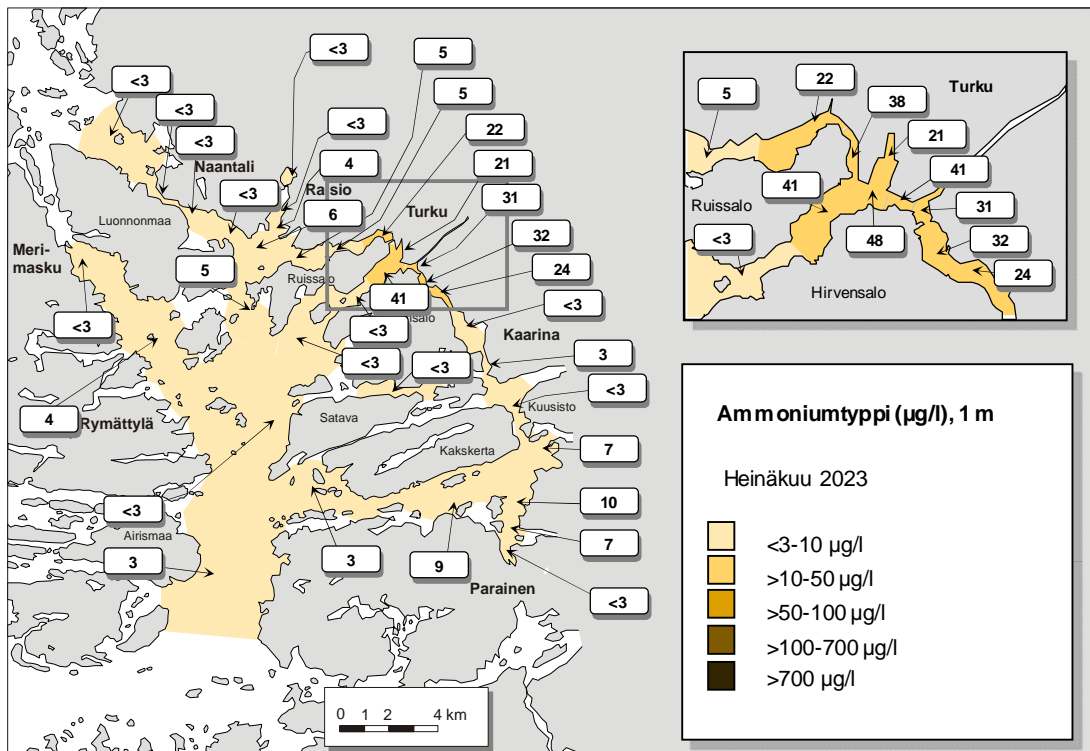 <3
5
<3
5
<3
<3
22
<3
Naantali
4
21
Raisio
31
<3
6
Turku
Luonnonmaa
32
Meri-
masku
5
Ruissalo
24
41
<3
Kaarina
<3
<3
<3
<3
3
<3
4
Rymättylä
Satava
Kuusisto
Kakskerta
7
10
<3
Airismaa
3
3
9
7
Parainen
<3
0 1 2 4 km
22
Turku
5
38
21
41
41
Ruissalo
31
<3
48
32
24
Hirvensalo
Ammoniumtyppi (µg/l), 1 m
Heinäkuu 2023
<3-10 µg/l
>10-50 µg/l
>50-100 µg/l
>100-700 µg/l
>700 µg/l